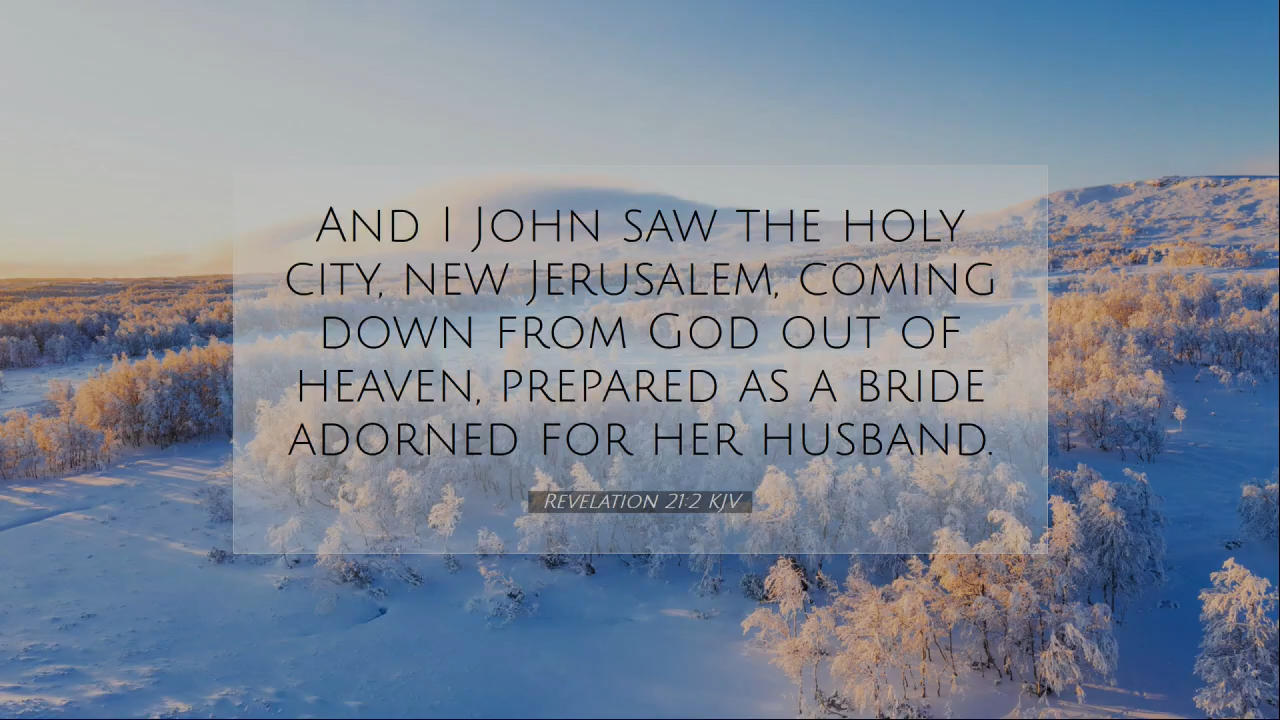 And I John saw the holy
city, new Jerusalem, coming
down from God out of
heaven, prepared as a bride
adorned for her husband.
Revelation 21:2 KJV